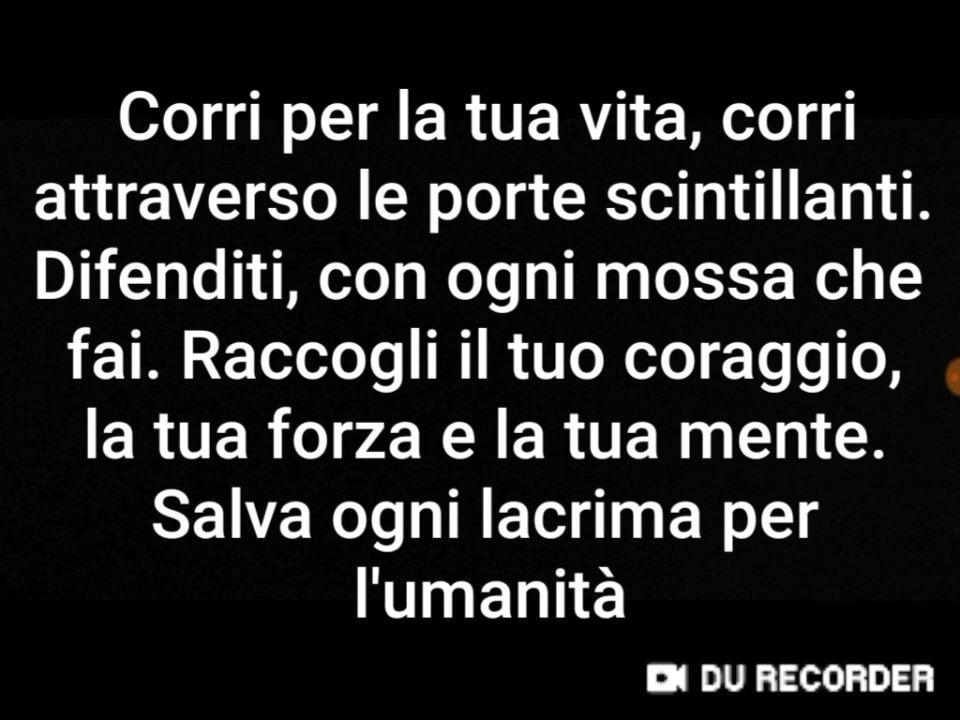 Corri per la tua vita, corri
attraverso le porte scintillanti.
Difenditi, con ogni mossa che
fai. Raccogli il tuo coraggio,
la tua forza e la tua mente.
Salva ogni lacrima per
l'umanità
DU RECORDER